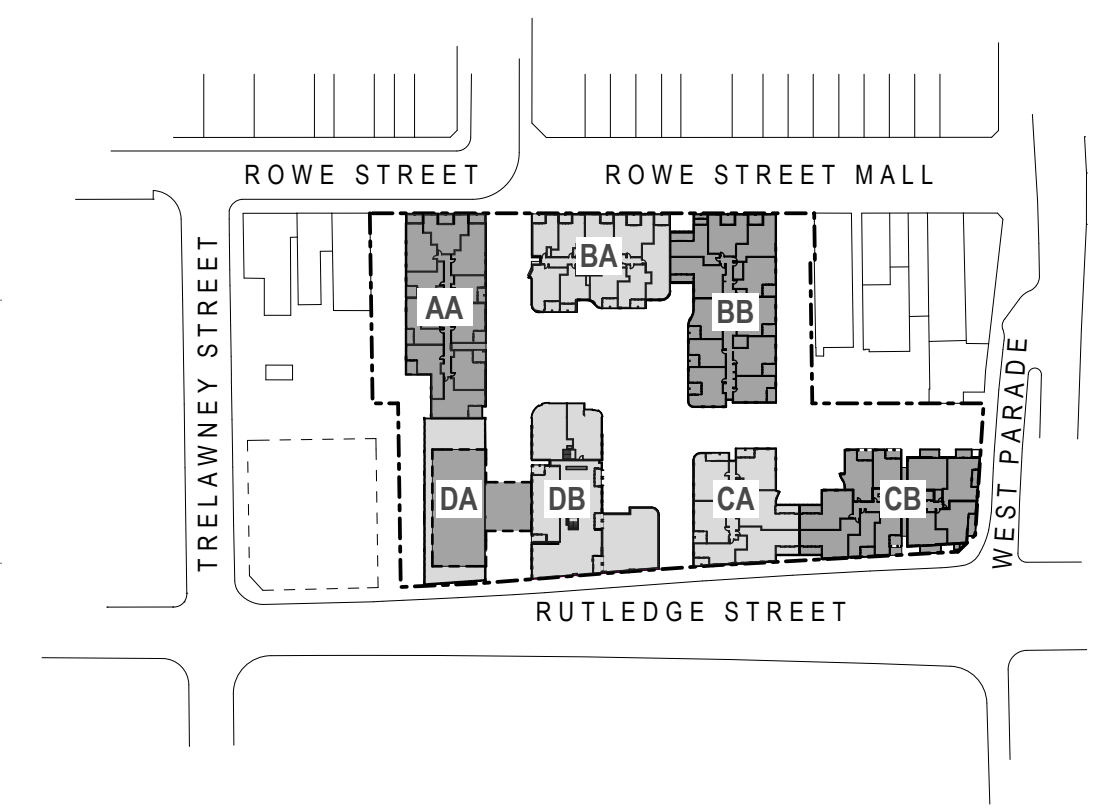 ROWE STREET
ROWE STREET MALL
TRELAWNEY STREET
BA
AA
BB
WEST PARADE
DA
DB
CA
CB
RUTLEDGE STREET